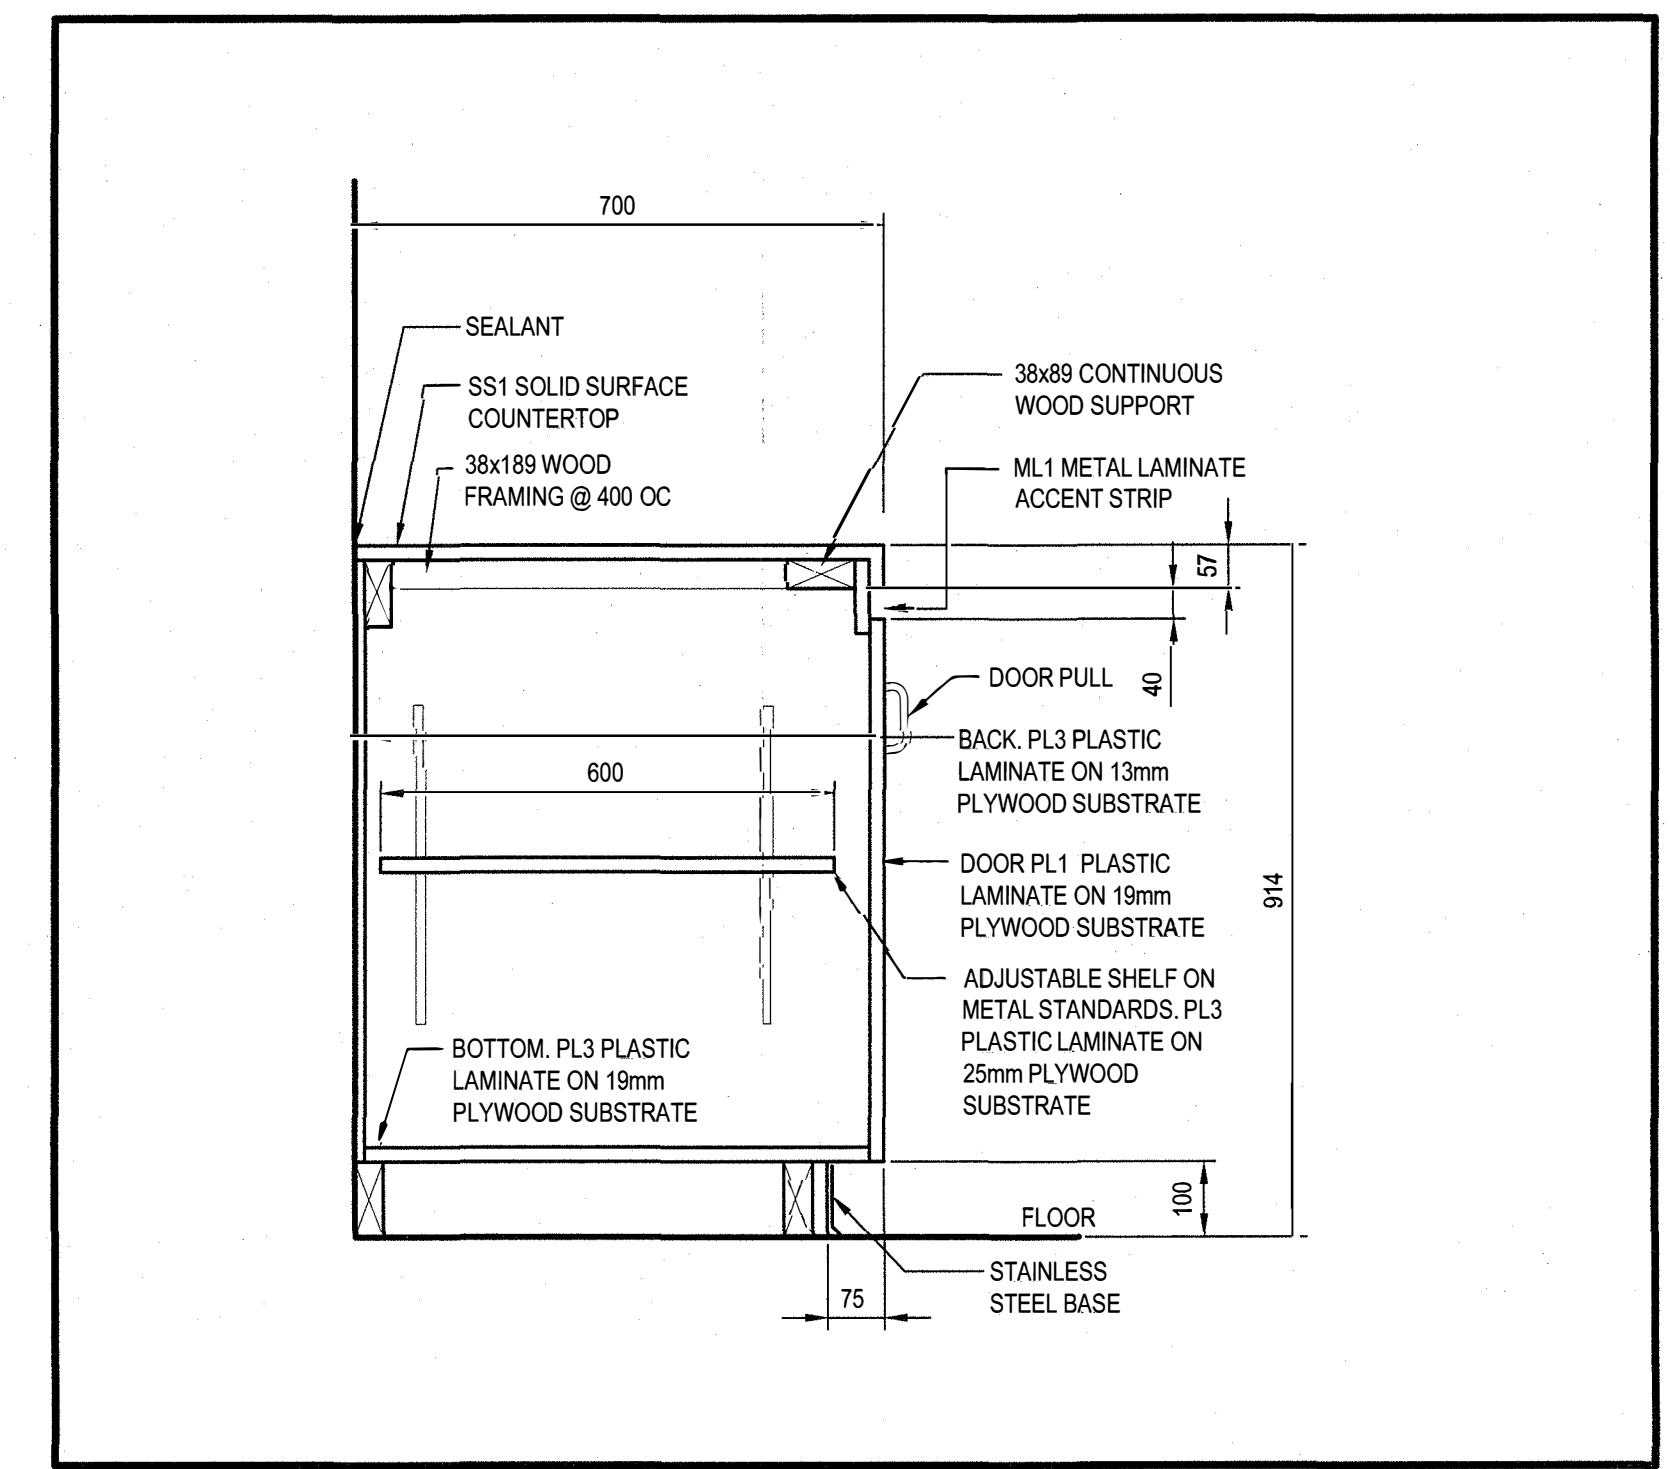 700
SEALANT
SS1 SOLID SURFACE
COUNTERTOP
38x189 WOOD
FRAMING @ 400 OC
38x89 CONTINUOUS
WOOD SUPPORT
ML1 METAL LAMINATE
ACCENT STRIP
57
40
DOOR PULL
BACK. PL3 PLASTIC
LAMINATE ON 13mm
PLYWOOD SUBSTRATE
600
DOOR PL1 PLASTIC
LAMINATE ON 19mm
PLYWOOD SUBSTRATE
914
ADJUSTABLE SHELF ON
METAL STANDARDS. PL3
PLASTIC LAMINATE ON
25mm PLYWOOD
SUBSTRATE
BOTTOM. PL3 PLASTIC
LAMINATE ON 19mm
PLYWOOD SUBSTRATE
100
FLOOR
STAINLESS
STEEL BASE
75